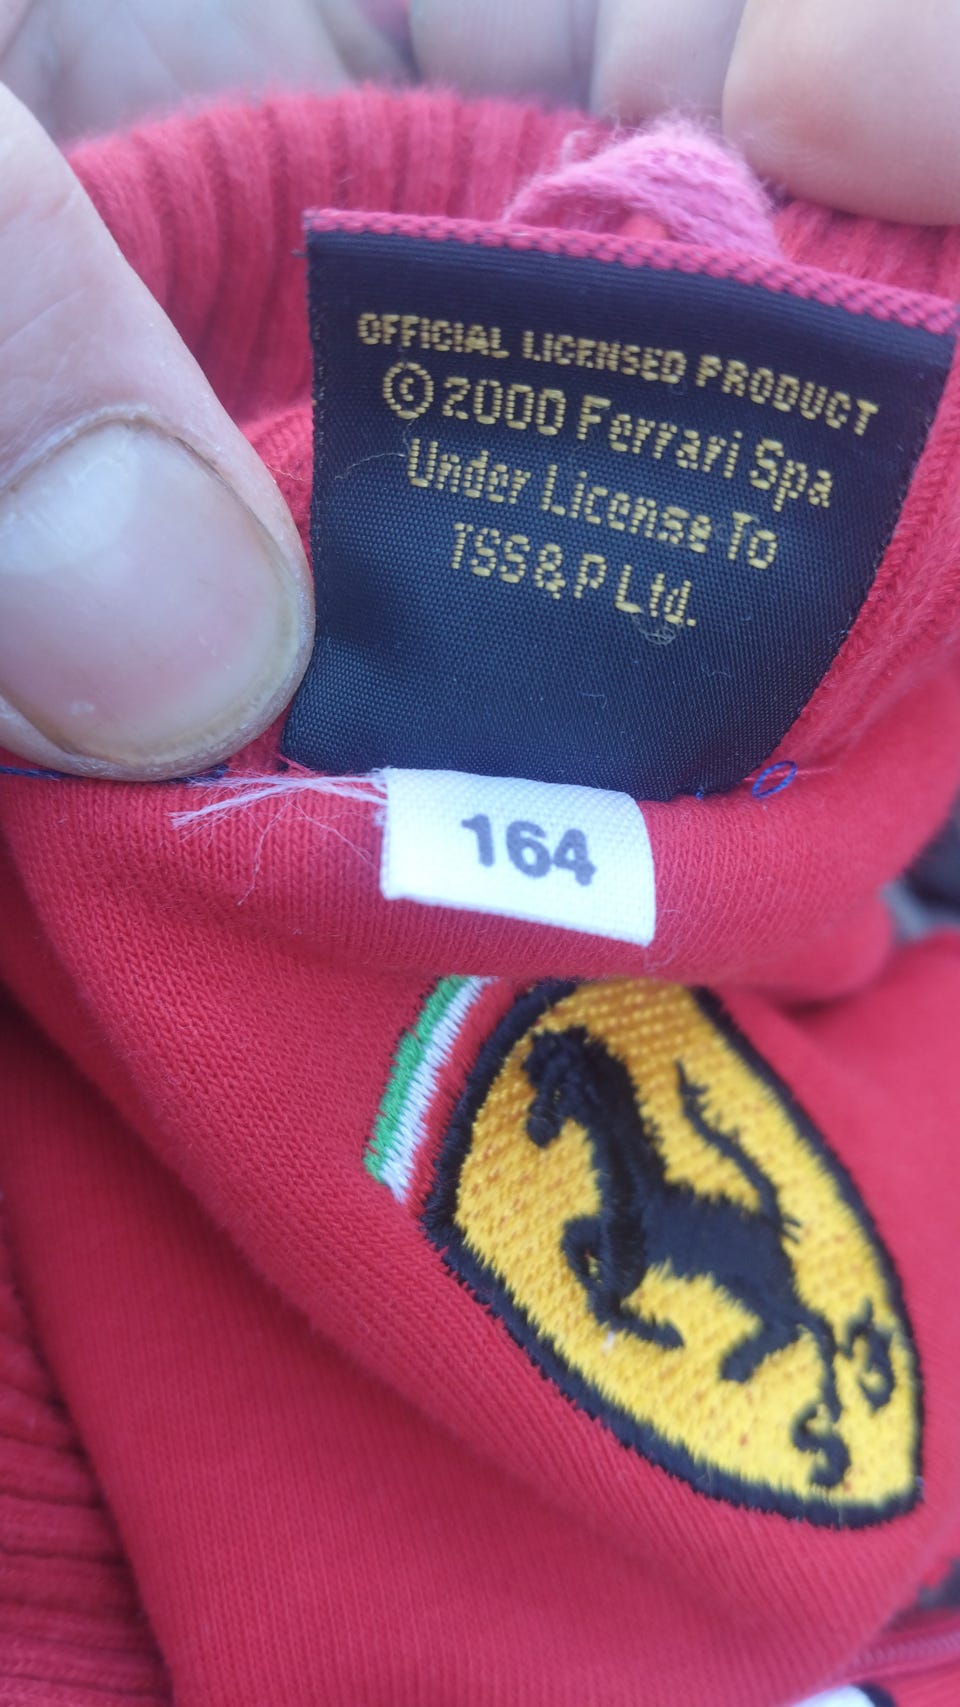 OFFICIAL LICENSED PRODUCT
©2000 Ferrari Spa
Under License To
TSS&P Ltd.
164